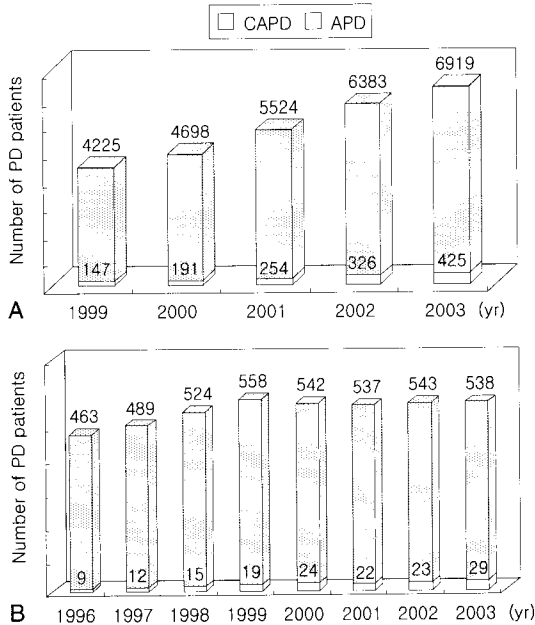 CAPD APD
Number of PD patients
4225 4698 5524 6383 6919
147 191 254 326 425
A
1999 2000 2001 2002 2003 (yr)
Number of PD patients
463 489 524 558 542 537 543 538
9 12 15 19 24 22 23 29
B
1996 1997 1998 1999 2000 2001 2002 2003 (yr)